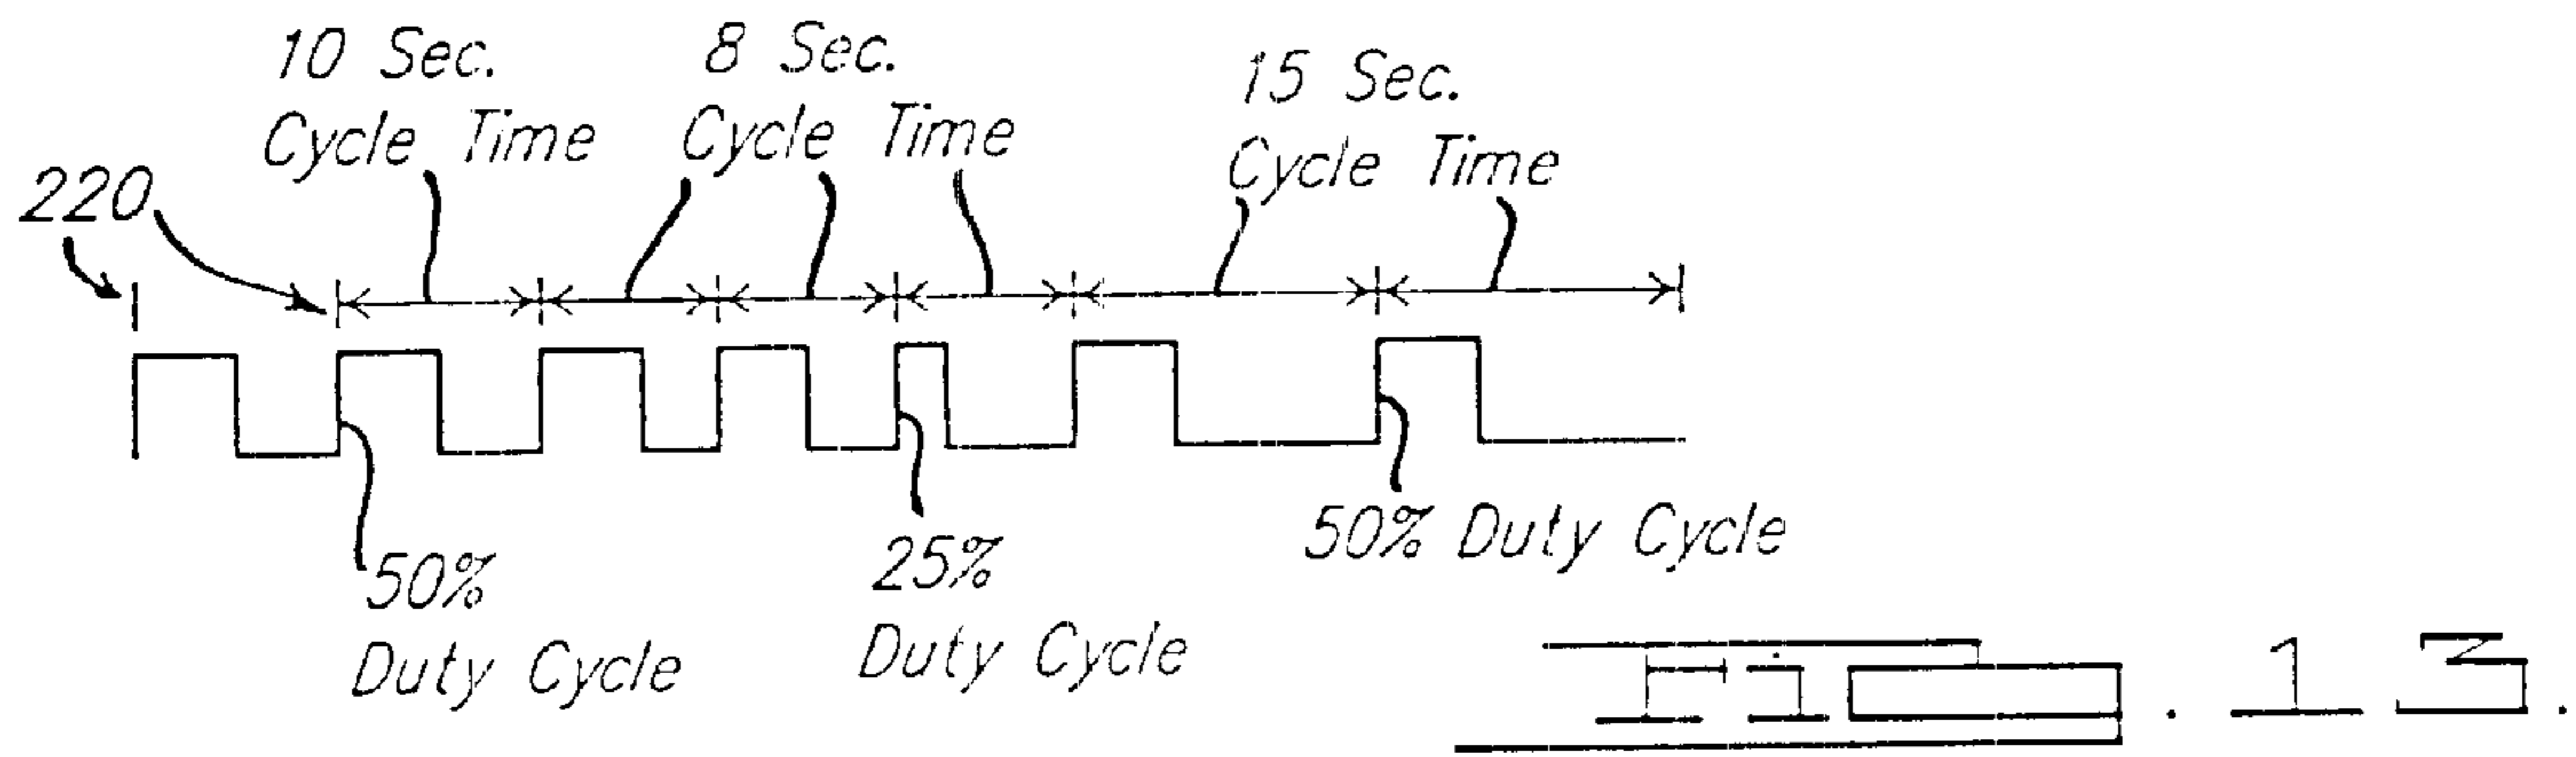 10 Sec.
Cycle Time
8 Sec.
Cycle Time
15 Sec.
Cycle Time
220
50%
Duty Cycle
25%
Duty Cycle
50% Duty Cycle
Fig. 13.